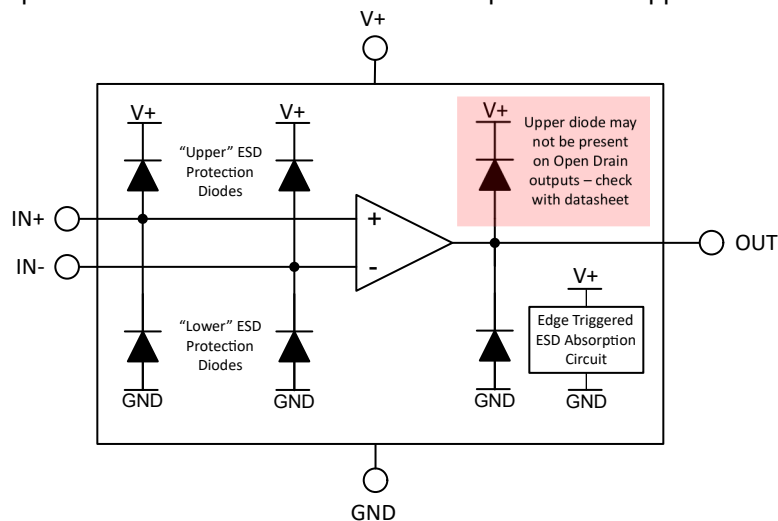 V+
V+
V+
V+
"Upper" ESD
Protection
Diodes
Upper diode may
not be present
on Open Drain
outputs – check
with datasheet
IN+
+
OUT
IN-
-
V+
"Lower" ESD
Protection
Diodes
Edge Triggered
ESD Absorption
Circuit
GND
GND
GND
GND
GND